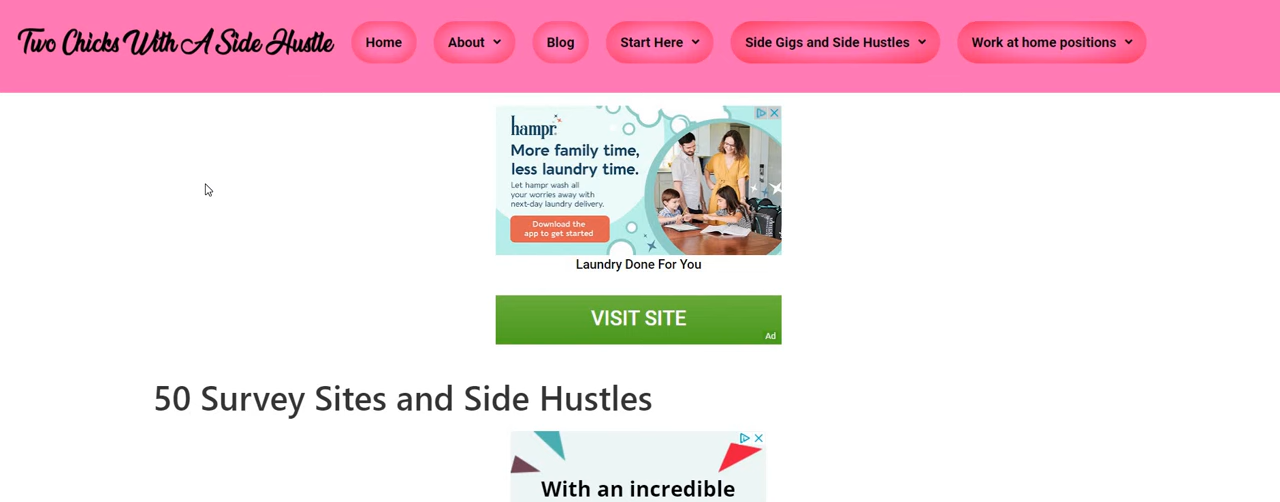 Two Chicks With A Side Hustle
Home
About
Blog
Start Here
Side Gigs and Side Hustles
Work at home positions
hampr
More family time,
less laundry time.
Let hampr wash all
your worries away with
next-day laundry delivery.
Download the
app to get started
Laundry Done For You
VISIT SITE
Ad
50 Survey Sites and Side Hustles
With an incredible